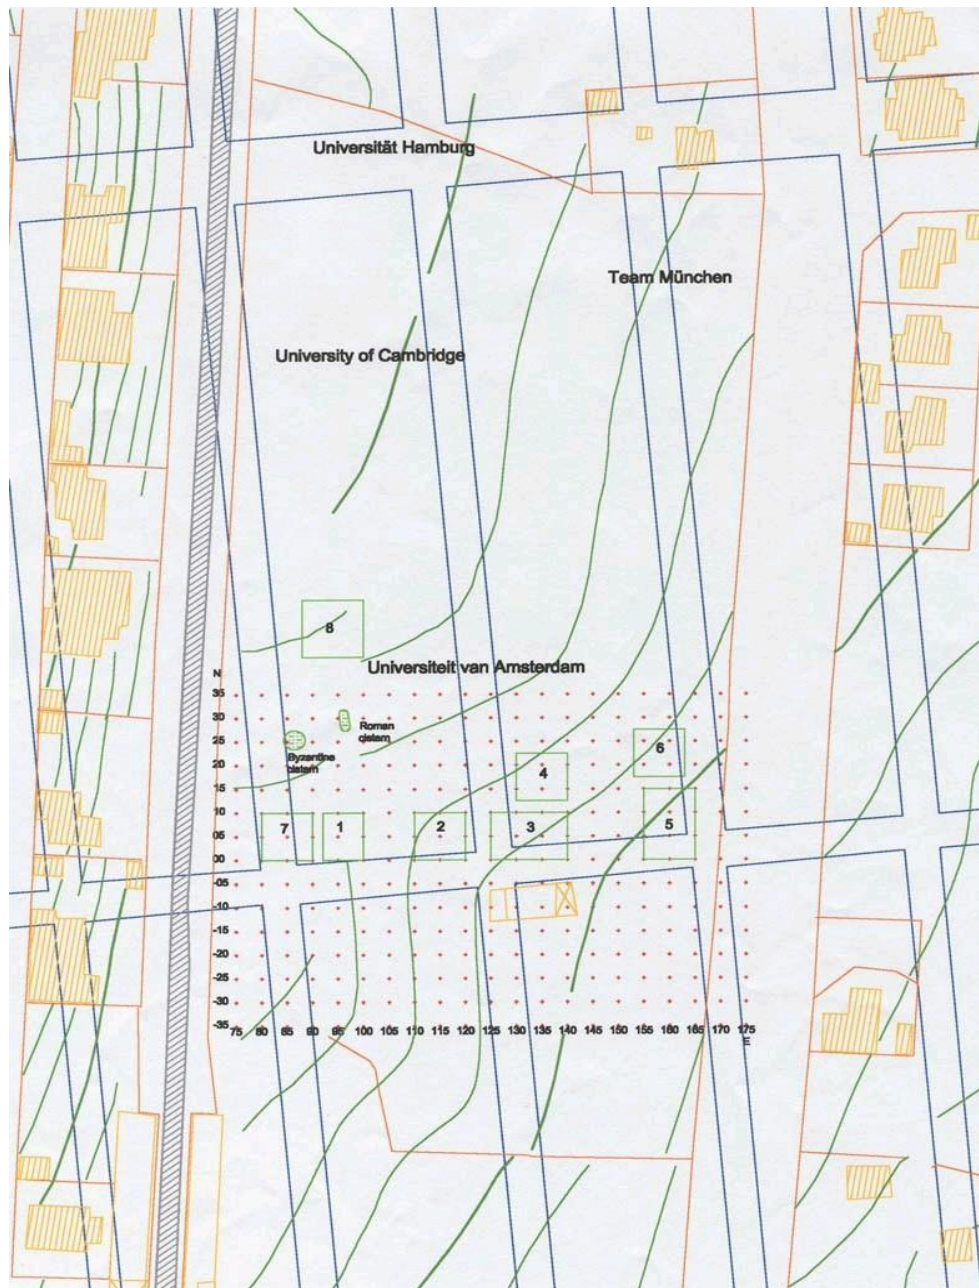 Universität Hamburg
Team München
University of Cambridge
8
Universiteit van Amsterdam
N
35
30
Roman
cistern
25
Byzantine
cistern
6
20
4
15
10
7 1 2 3 5
05
00
-05
-10
-15
-20
-25
-30
-35
75 80 85 90 95 100 105 110 115 120 125 130 135 140 145 150 155 160 165 170 175
E